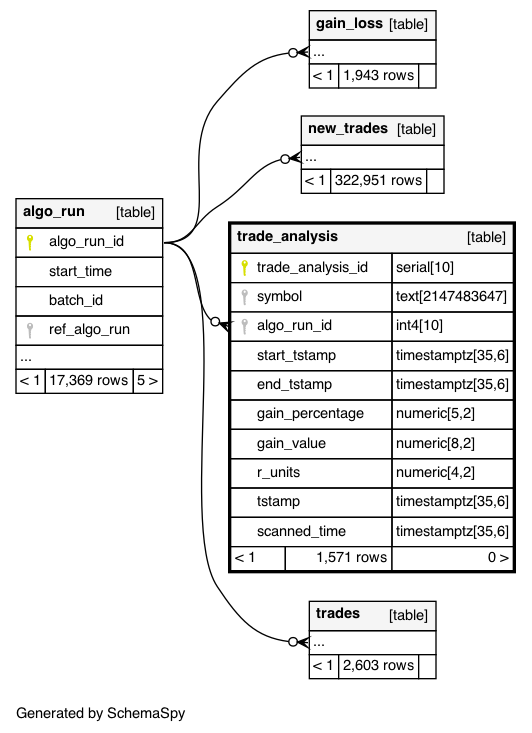 gain_loss [table]
...
< 1 1,943 rows
new_trades [table]
...
< 1 322,951 rows
algo_run [table]
algo_run_id
start_time
batch_id
ref_algo_run
...
< 1 17,369 rows 5 >
trade_analysis [table]
trade_analysis_id serial[10]
symbol text[2147483647]
algo_run_id int4[10]
start_tstamp timestamptz[35,6]
end_tstamp timestamptz[35,6]
gain_percentage numeric[5,2]
gain_value numeric[8,2]
r_units numeric[4,2]
tstamp timestamptz[35,6]
scanned_time timestamptz[35,6]
< 1 1,571 rows 0 >
trades [table]
...
< 1 2,603 rows
Generated by SchemaSpy